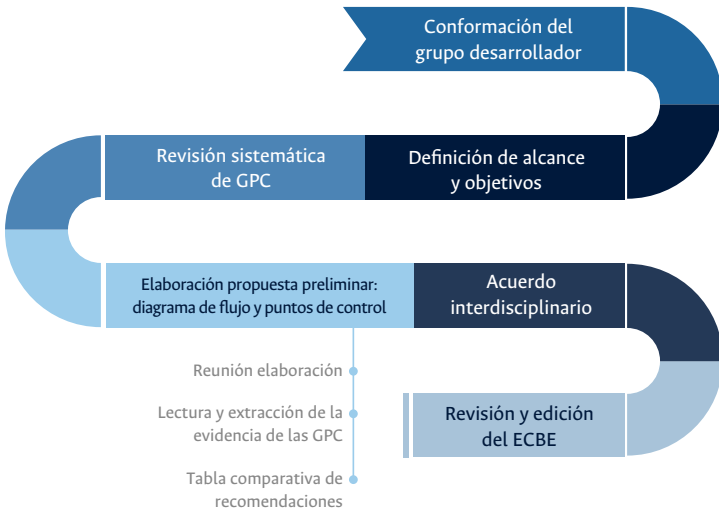 Conformación del
grupo desarrollador
Definición de alcance
y objetivos
Revisión sistemática
de GPC
Elaboración propuesta preliminar:
diagrama de flujo y puntos de control
Reunión elaboración
Lectura y extracción de la
evidencia de las GPC
Tabla comparativa de
recomendaciones
Acuerdo
interdisciplinario
Revisión y edición
del ECBE